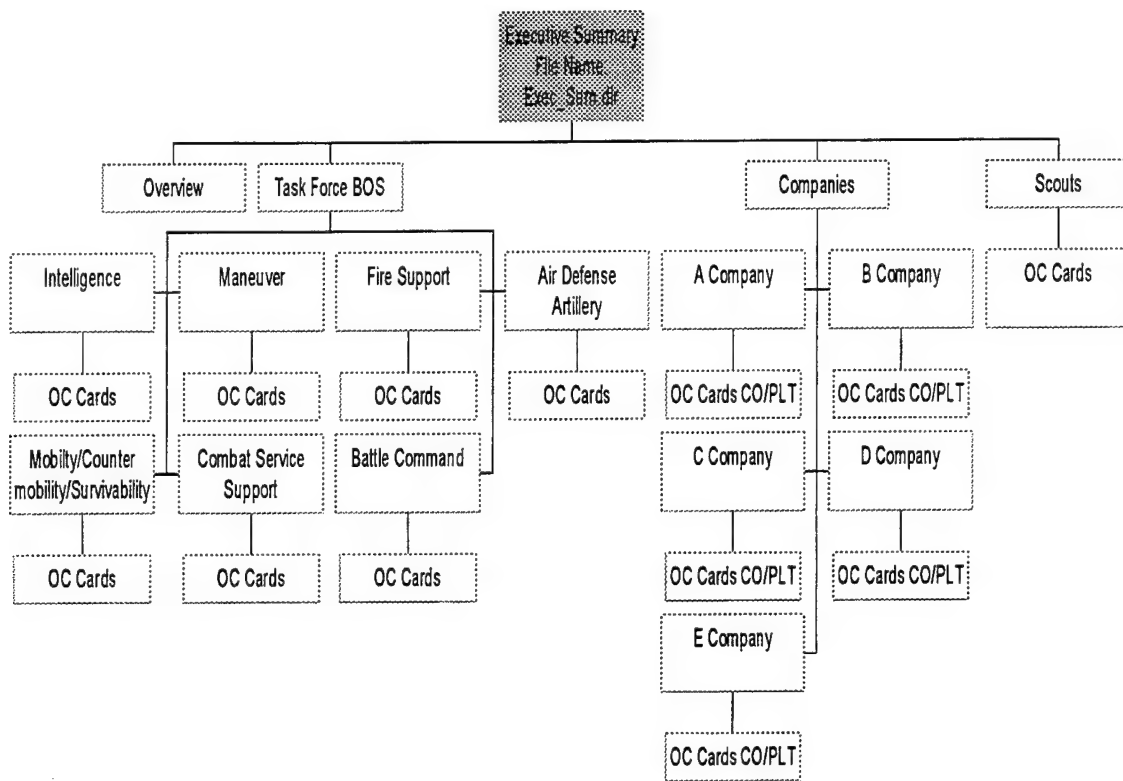 Executive Summary
File Name
Exec_Sum.dir
Overview
Task Force BOS
Companies
Scouts
Intelligence
Maneuver
Fire Support
Air Defense
Artillery
A Company
B Company
OC Cards
OC Cards
OC Cards
OC Cards
OC Cards
OC Cards CO/PLT
OC Cards CO/PLT
Mobilty/Counter
mobility/Survivability
Combat Service
Support
Battle Command
C Company
D Company
OC Cards
OC Cards
OC Cards
OC Cards CO/PLT
OC Cards CO/PLT
E Company
OC Cards CO/PLT